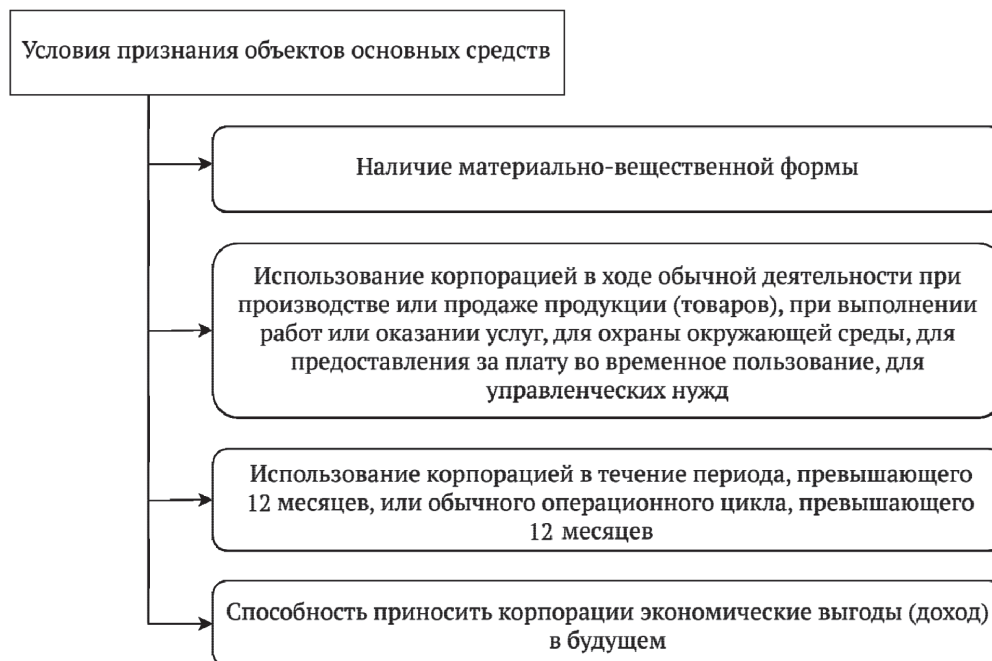 Условия признания объектов основных средств
Наличие материально-вещественной формы
Использование корпорацией в ходе обычной деятельности при
производстве или продаже продукции (товаров), при выполнении
работ или оказании услуг, для охраны окружающей среды, для
предоставления за плату во временное пользование, для
управленческих нужд
Использование корпорацией в течение периода, превышающего
12 месяцев, или обычного операционного цикла, превышающего
12 месяцев
Способность приносить корпорации экономические выгоды (доход)
в будущем